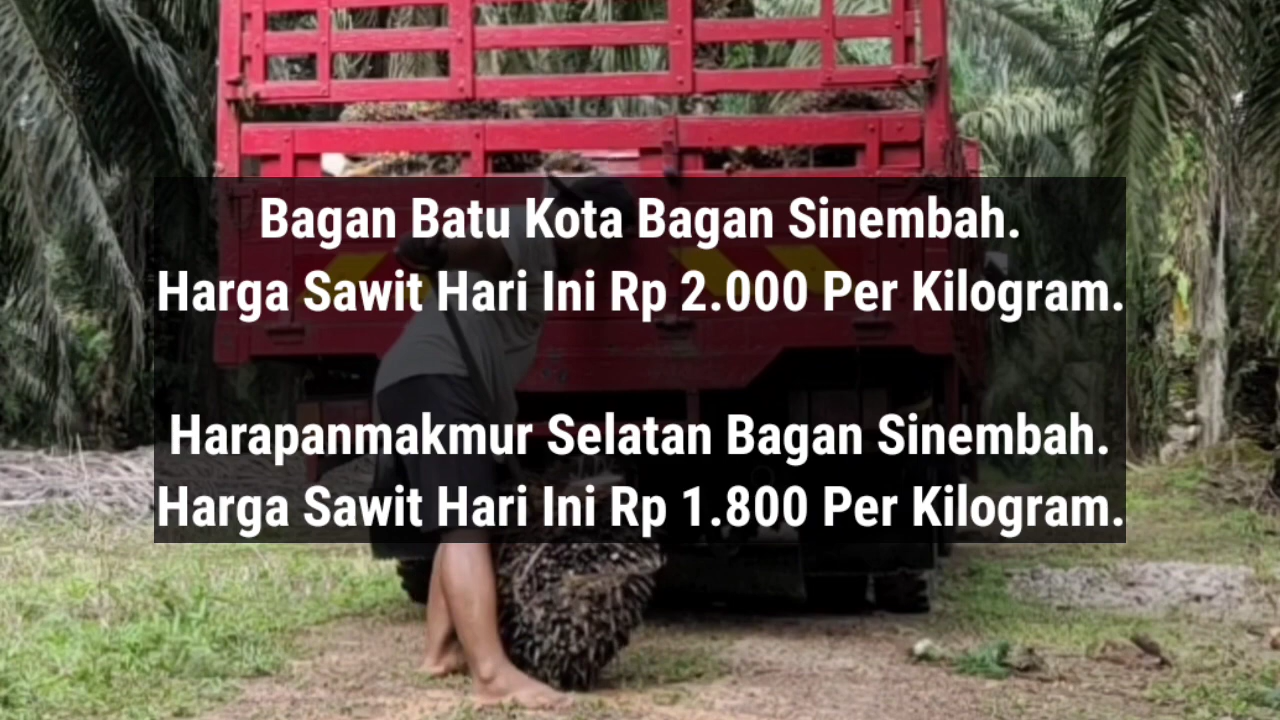 Bagan Batu Kota Bagan Sinembah.
Harga Sawit Hari Ini Rp 2.000 Per Kilogram.
Harapanmakmur Selatan Bagan Sinembah.
Harga Sawit Hari Ini Rp 1.800 Per Kilogram.